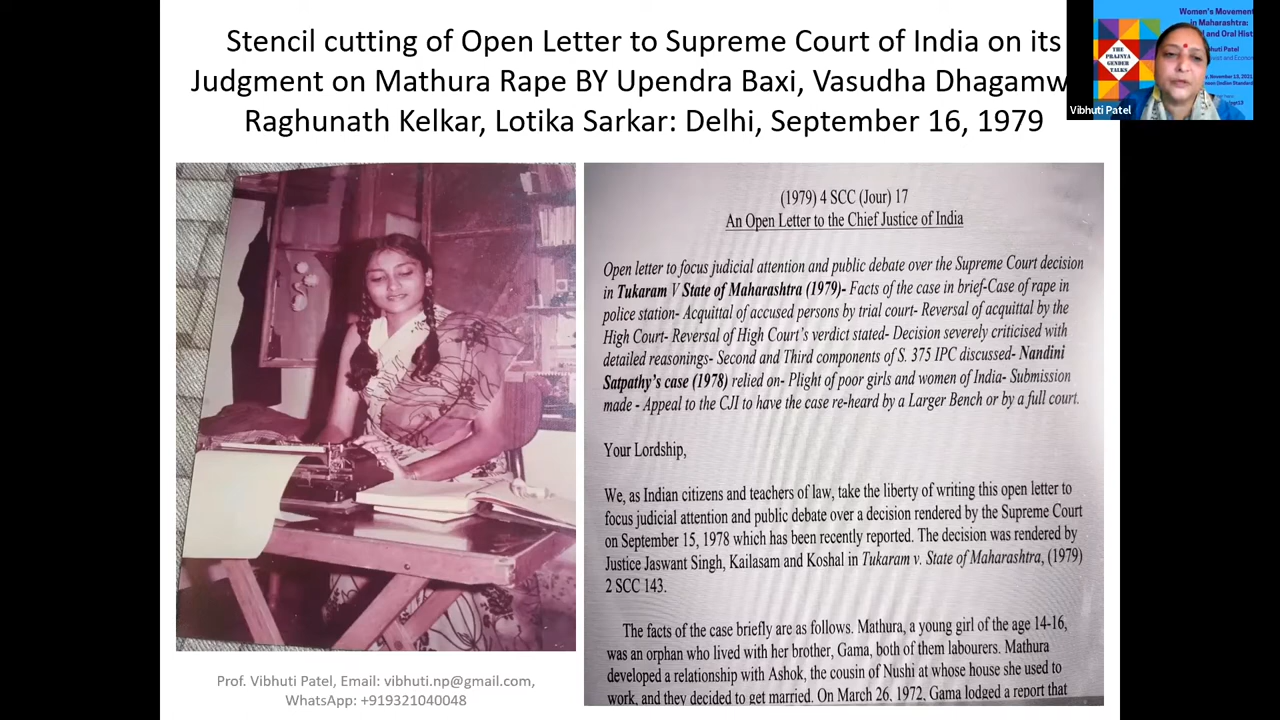 Stencil cutting of Open Letter to Supreme Court of India on its
Judgment on Mathura Rape BY Upendra Baxi, Vasudha
Raghunath Kelkar, Lotika Sarkar: Delhi, September 16, 1979
Women's Movement
in Maharashtra:
THE
PRAJNYA
GENDER
TALKS
Vibhuti Patel
(1979) 4 SCC (Jour) 17
An Open Letter to the Chief Justice of India
Open letter to focus judicial attention and public debate over the Supreme Court decision
in Tukaram V State of Maharashtra (1979)- Facts of the case in brief-Case of rape in
police station- Acquittal of accused persons by trial court- Reversal of acquittal by the
High Court- Reversal of High Court's verdict stated- Decision severely criticised with
detailed reasonings- Second and Third components of S. 375 IPC discussed- Nandini
Satpathy's case (1978) relied on- Plight of poor girls and women of India- Submission
made - Appeal to the CJI to have the case re-heard by a Larger Bench or by a full court.
Your Lordship,
We, as Indian citizens and teachers of law, take the liberty of writing this open letter to
focus judicial attention and public debate over a decision rendered by the Supreme Court
on September 15, 1978 which has been recently reported. The decision was rendered by
Justice Jaswant Singh, Kailasam and Koshal in Tukaram v. State of Maharashtra, (1979)
2 SCC 143.
The facts of the case briefly are as follows. Mathura, a young girl of the age 14-16,
was an orphan who lived with her brother, Gama, both of them labourers. Mathura
developed a relationship with Ashok, the cousin of Nushi at whose house she used to
work, and they decided to get married. On March 26, 1972, Gama lodged a report that
Prof. Vibhuti Patel, Email: vibhuti.np@gmail.com,
WhatsApp: +919321040048